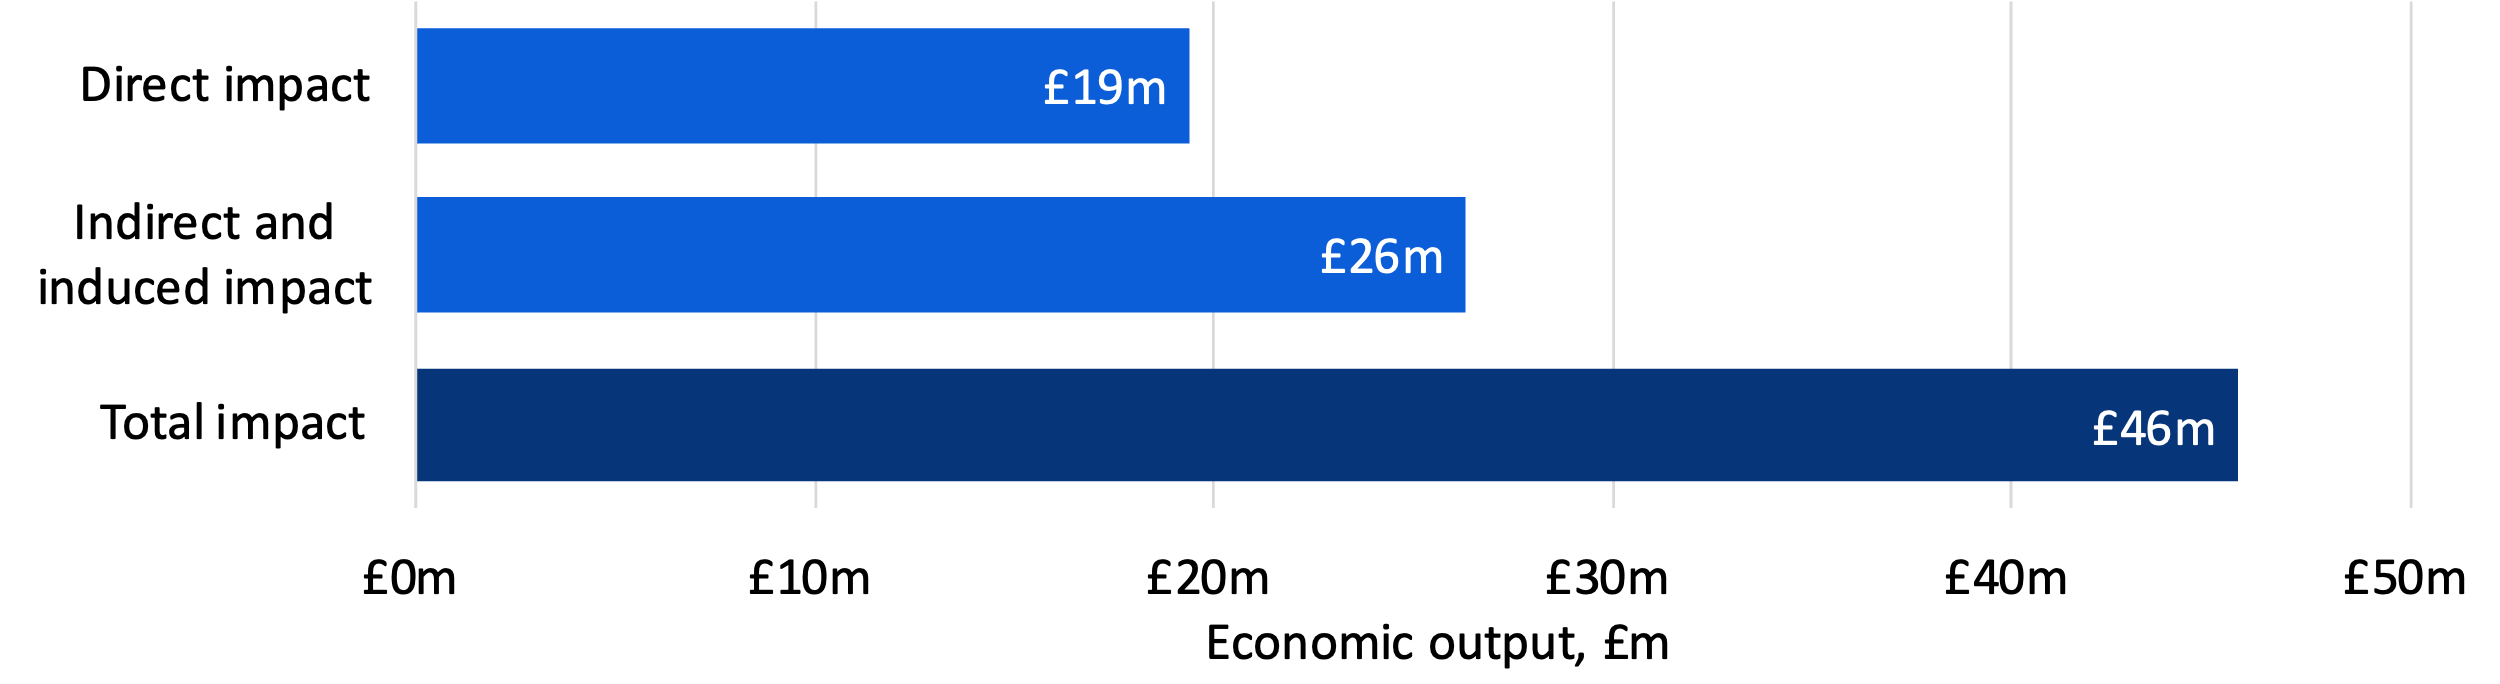 Direct impact
£19m
Indirect and
induced impact
£26m
Total impact
£46m
£0m
£10m
£20m
£30m
£40m
£50m
Economic output, £m